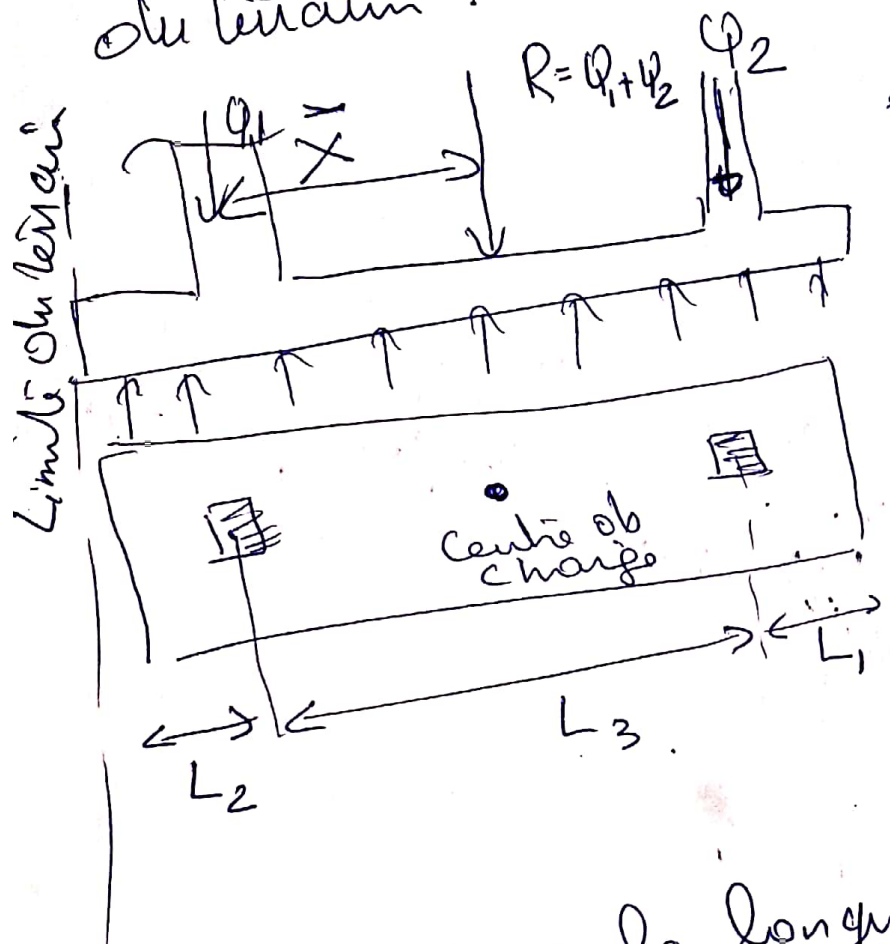 du terrain.
Limite du terrain
Q1
X̄
R=Q1+Q2
Q2
Centre de
charge
L1
L2
L3
la longu